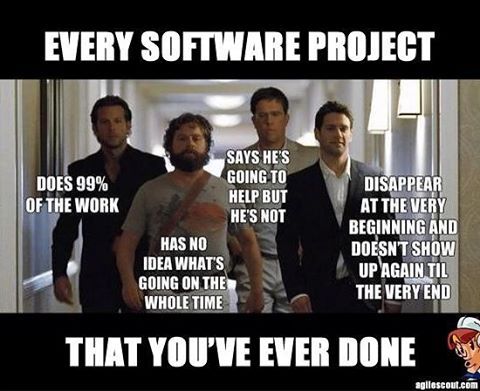 EVERY SOFTWARE PROJECT
DOES 99%
OF THE WORK
HAS NO
IDEA WHAT'S
GOING ON THE
WHOLE TIME
SAYS HE'S
GOING TO
HELP BUT
HE'S NOT
DISAPPEAR
AT THE VERY
BEGINNING AND
DOESN'T SHOW
UP AGAIN TIL
THE VERY END
THAT YOU'VE EVER DONE
agilescout.com